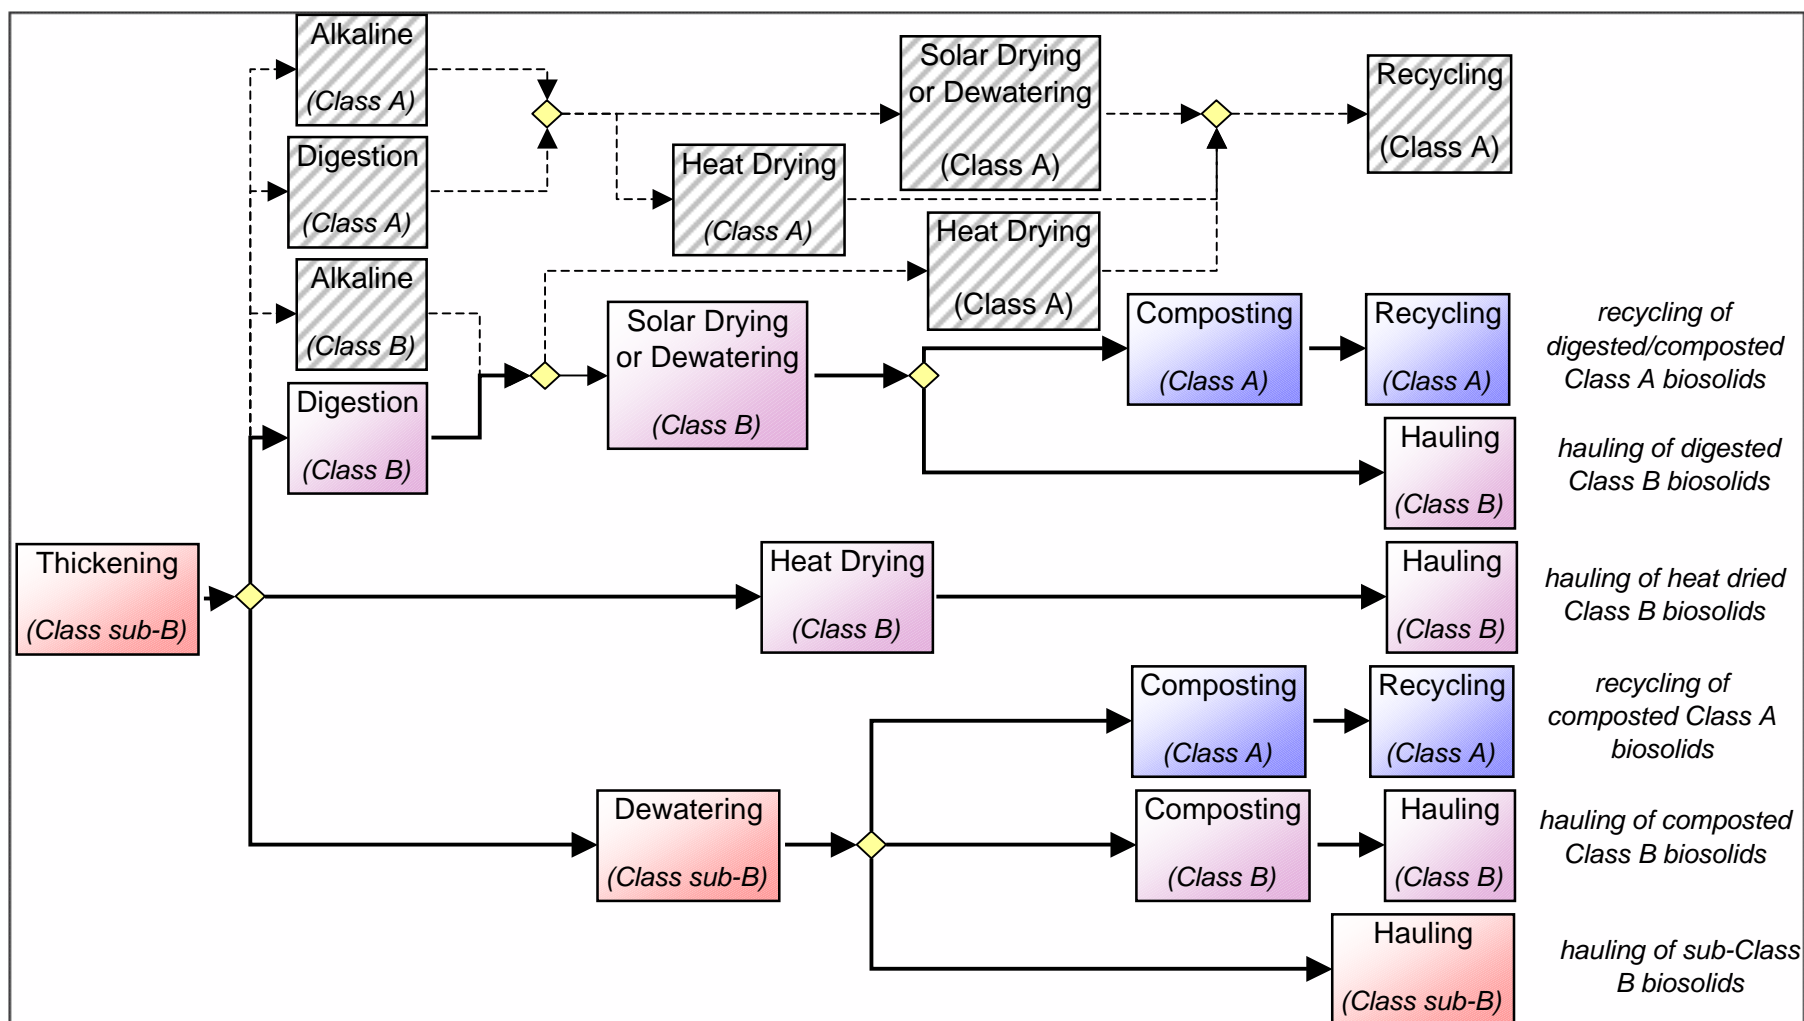 Alkaline
(Class A)
Solar Drying
or Dewatering
(Class A)
Recycling
(Class A)
Digestion
(Class A)
Heat Drying
(Class A)
Heat Drying
(Class A)
Alkaline
(Class B)
Solar Drying
or Dewatering
(Class B)
Composting
(Class A)
Recycling
(Class A)
recycling of
digested/composted
Class A biosolids
Digestion
(Class B)
Hauling
(Class B)
hauling of digested
Class B biosolids
Thickening
(Class sub-B)
Heat Drying
(Class B)
Hauling
(Class B)
hauling of heat dried
Class B biosolids
Composting
(Class A)
Recycling
(Class A)
recycling of
composted Class A
biosolids
Dewatering
(Class sub-B)
Composting
(Class B)
Hauling
(Class B)
hauling of composted
Class B biosolids
Hauling
(Class sub-B)
hauling of sub-Class
B biosolids